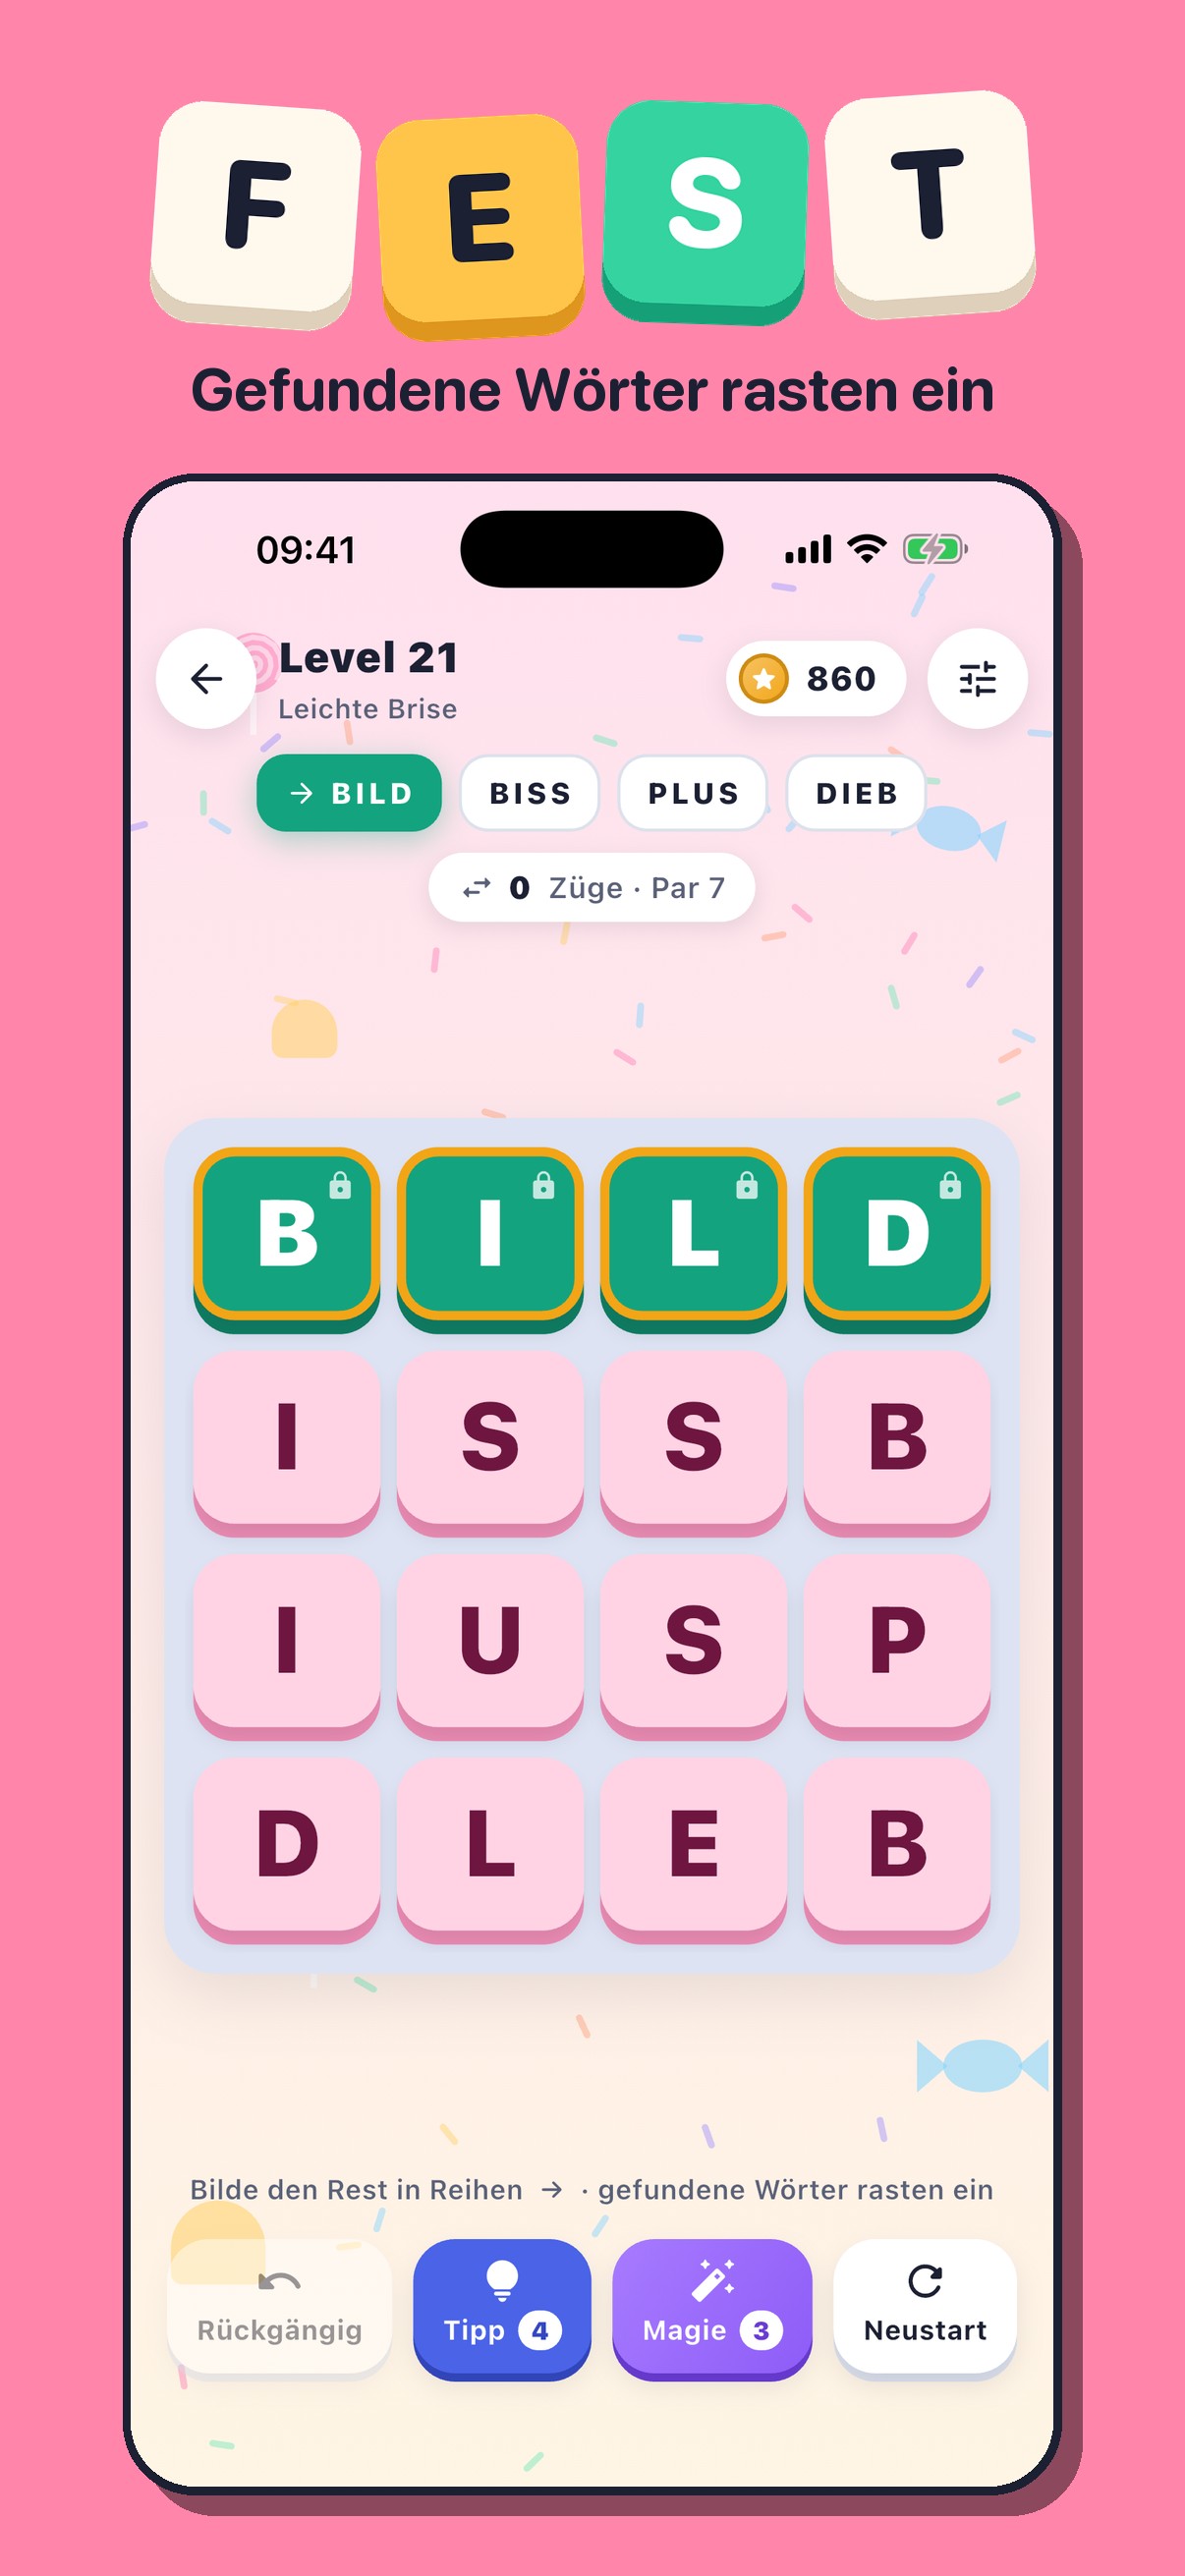 F E S T
Gefundene Wörter rasten ein
09:41
Level 21
Leichte Brise
860
→ BILD BISS PLUS DIEB
0 Züge · Par 7
B I L D
I S S B
I U S P
D L E B
Bilde den Rest in Reihen → · gefundene Wörter rasten ein
Rückgängig Tipp 4 Magie 3 Neustart